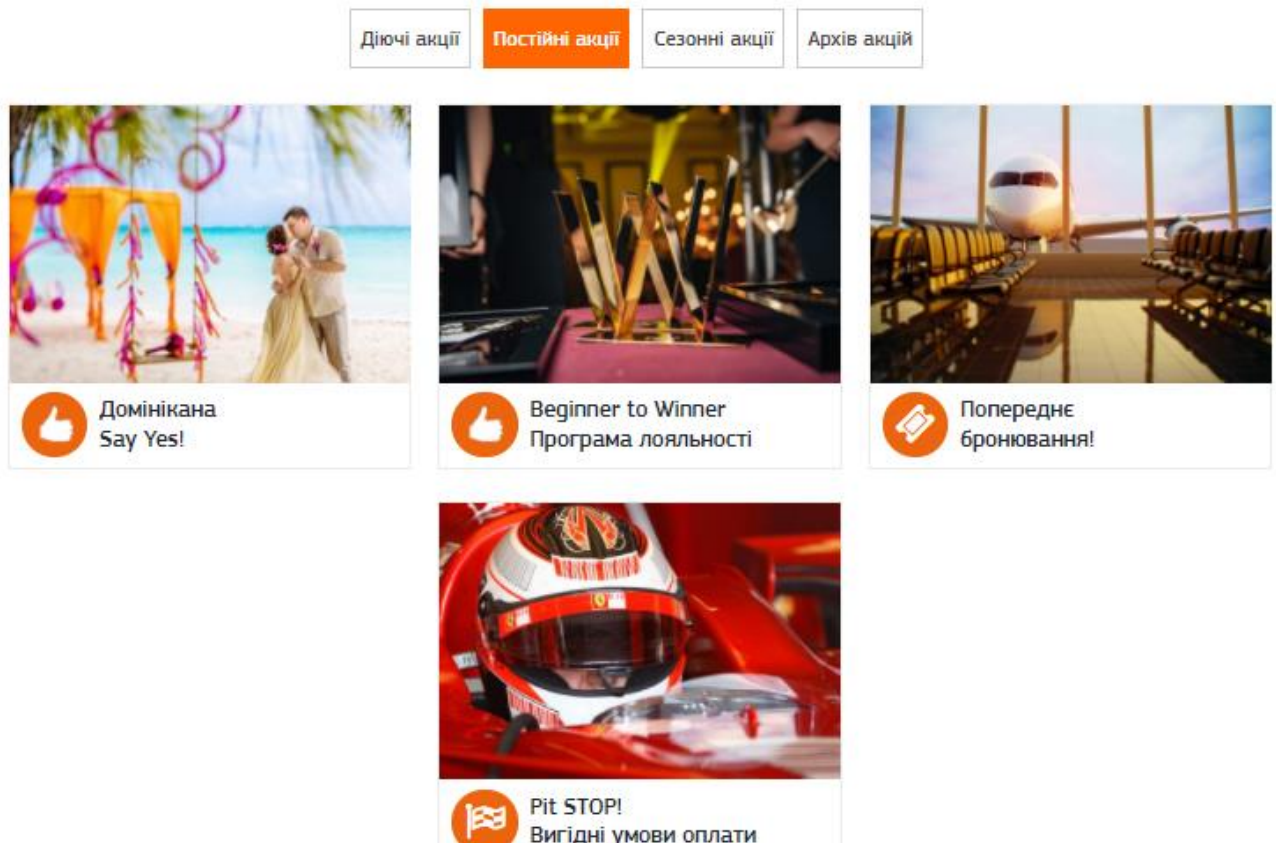 Діючі акції
Постійні акції
Сезонні акції
Архів акцій
Домінікана
Say Yes!
Beginner to Winner
Програма лояльності
Попереднє
бронювання!
Pit STOP!
Вигідні умови оплати